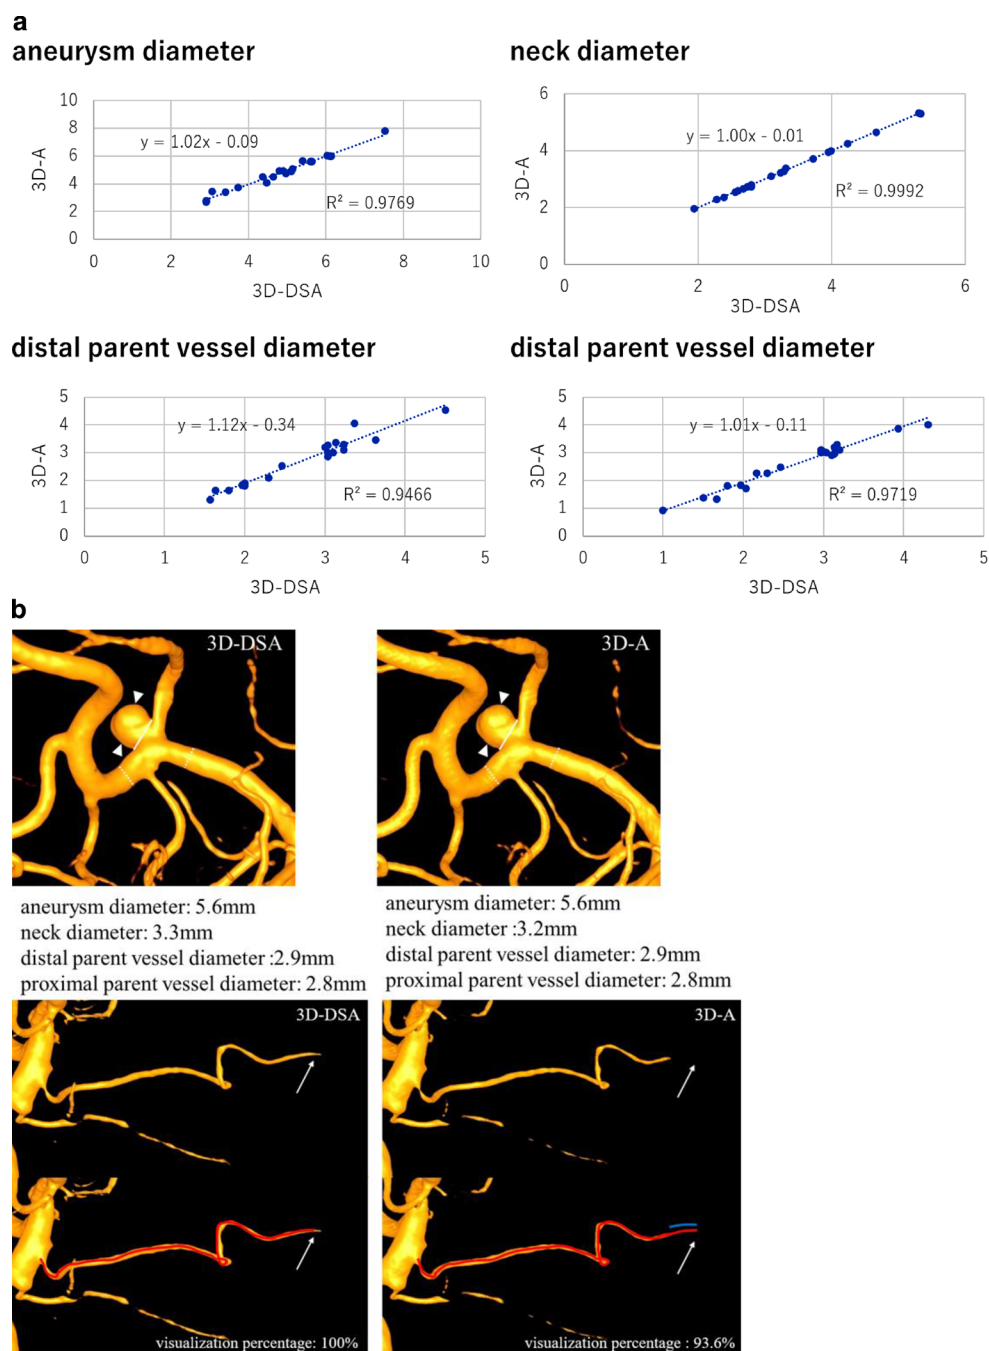 a
aneurysm diameter
neck diameter
10
8
6
4
2
0
3D-A
y = 1.02x - 0.09
R² = 0.9769
0 2 4 6 8 10
3D-DSA
6
4
2
0
3D-A
y = 1.00x - 0.01
R² = 0.9992
0 2 4 6
3D-DSA
distal parent vessel diameter
distal parent vessel diameter
5
4
3
2
1
0
3D-A
y = 1.12x - 0.34
R² = 0.9466
0 1 2 3 4 5
3D-DSA
5
4
3
2
1
0
3D-A
y = 1.01x - 0.11
R² = 0.9719
0 1 2 3 4 5
3D-DSA
b
3D-DSA
3D-A
aneurysm diameter: 5.6mm
neck diameter: 3.3mm
distal parent vessel diameter :2.9mm
proximal parent vessel diameter: 2.8mm
aneurysm diameter: 5.6mm
neck diameter :3.2mm
distal parent vessel diameter: 2.9mm
proximal parent vessel diameter: 2.8mm
3D-DSA
3D-A
visualization percentage: 100%
visualization percentage : 93.6%